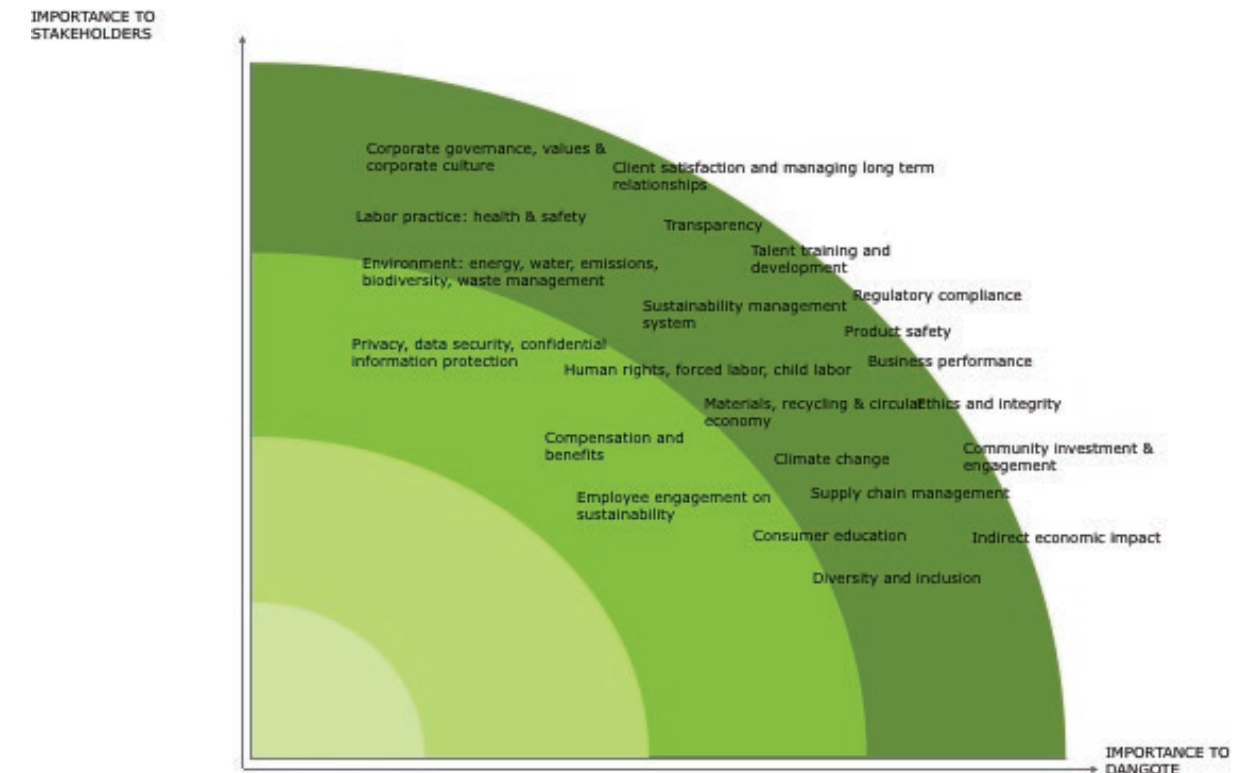 IMPORTANCE TO
STAKEHOLDERS
Corporate governance, values &
corporate culture
Client satisfaction and managing long term
relationships
Labor practice: health & safety
Transparency
Talent training and
development
Environment: energy, water, emissions,
biodiversity, waste management
Regulatory compliance
Sustainability management
system
Product safety
Privacy, data security, confidential
information protection
Business performance
Human rights, forced labor, child labor
Materials, recycling & circular
economy
Ethics and integrity
Compensation and
benefits
Community investment &
engagement
Climate change
Supply chain management
Employee engagement on
sustainability
Consumer education
Indirect economic impact
Diversity and inclusion
IMPORTANCE TO
DANGOTE